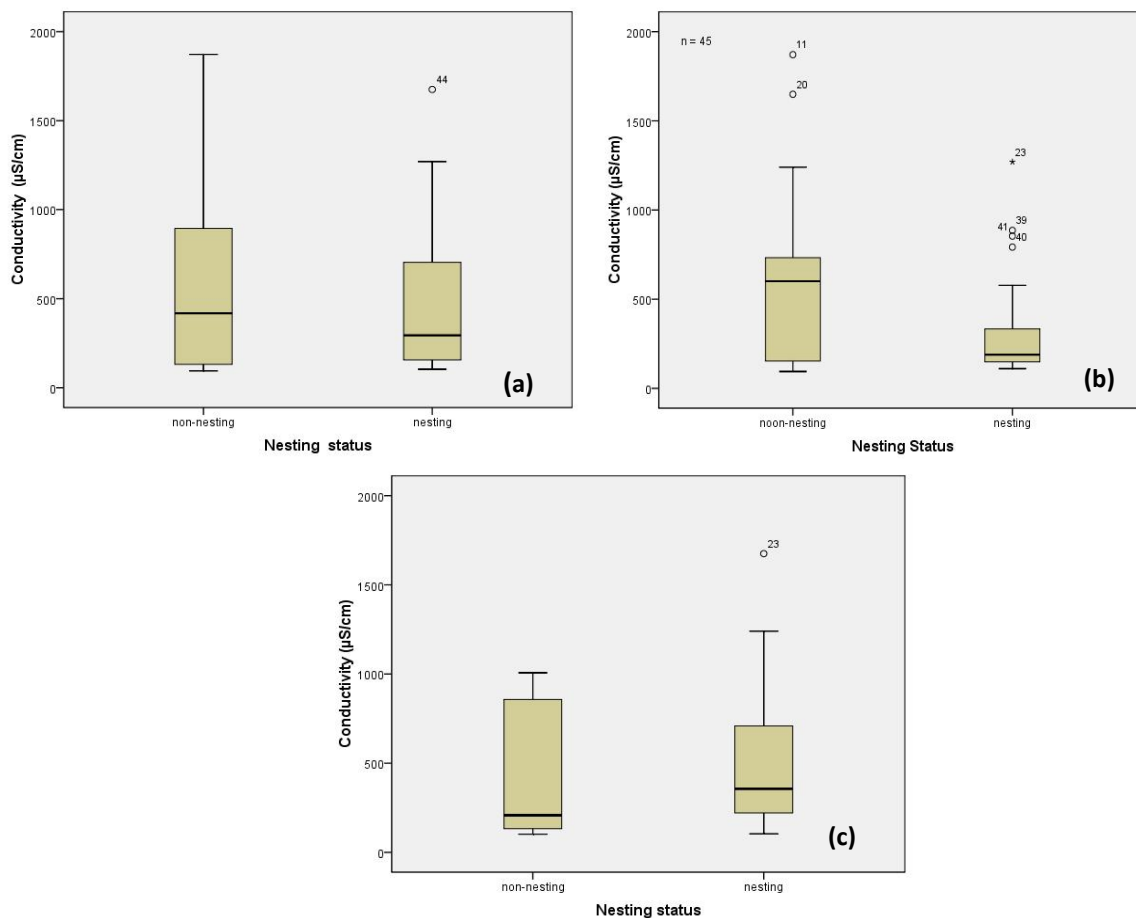 2000
1500
1000
500
0
Conductivity (µS/cm)
44
non-nesting
nesting
Nesting status
(a)
2000
1500
1000
500
0
Conductivity (µS/cm)
n = 45
11
20
23
39
41
40
noon-nesting
nesting
Nesting Status
(b)
2000
1500
1000
500
0
Conductivity (µS/cm)
23
non-nesting
nesting
Nesting status
(c)